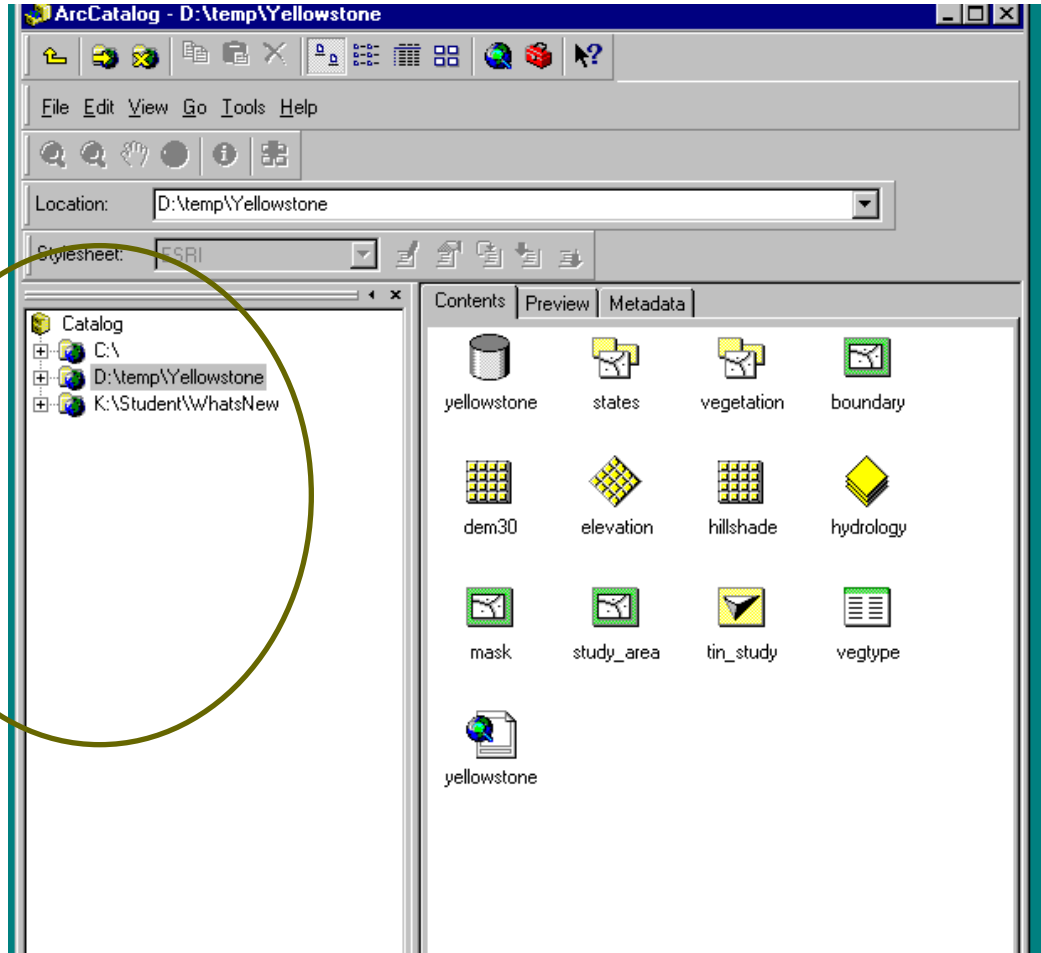 ArcCatalog - D:\temp\Yellowstone
File Edit View Go Tools Help
Location: D:\temp\Yellowstone
Stylesheet: ESRI
Catalog
C:\
D:\temp\Yellowstone
K:\Student\WhatsNew
Contents Preview Metadata
yellowstone states vegetation boundary
dem30 elevation hillshade hydrology
mask study_area tin_study vegtype
yellowstone